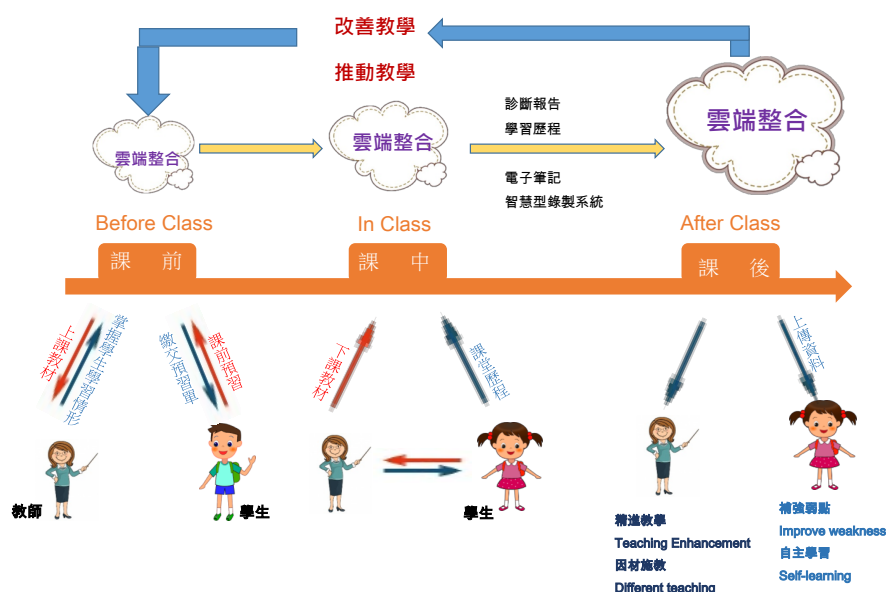 改善教學
推動教學
雲端整合
雲端整合
診斷報告
學習歷程
電子筆記
智慧型錄製系統
雲端整合
Before Class
In Class
After Class
課 前
課 中
課 後
上課教材
掌握學生學習情形
繳交預習單
課前預習
下課教材
課堂歷程
上傳資料
教師
學生
學生
精進教學
Teaching Enhancement
因材施教
Different teaching
補強弱點
Improve weakness
自主學習
Self-learning